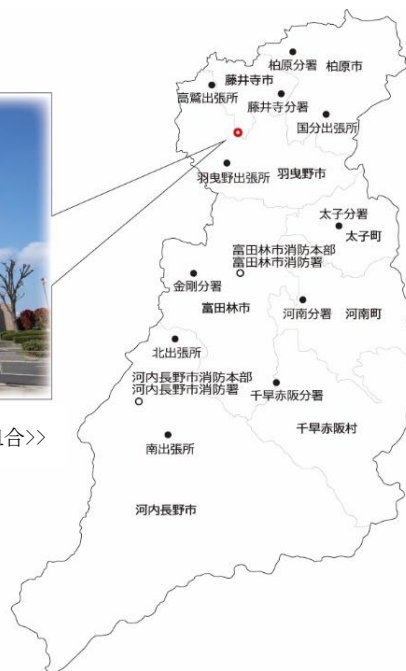 柏原分署
柏原市
藤井寺市
高鷲出張所
藤井寺分署
国分出張所
羽曳野出張所
羽曳野市
太子分署
太子町
富田林市消防本部
富田林市消防署
金剛分署
富田林市
河南分署
河南町
北出張所
河内長野市消防本部
河内長野市消防署
千早赤阪分署
千早赤阪村
合>>
南出張所
河内長野市